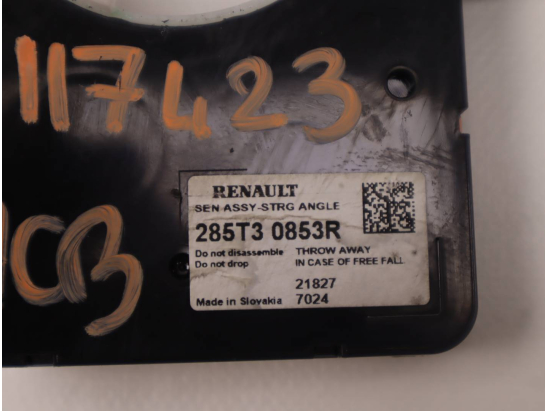 117423
RENAULT
SEN ASSY-STRG ANGLE
285T3 0853R
Do not disassemble THROW AWAY
Do not drop IN CASE OF FREE FALL
21827
Made in Slovakia 7024